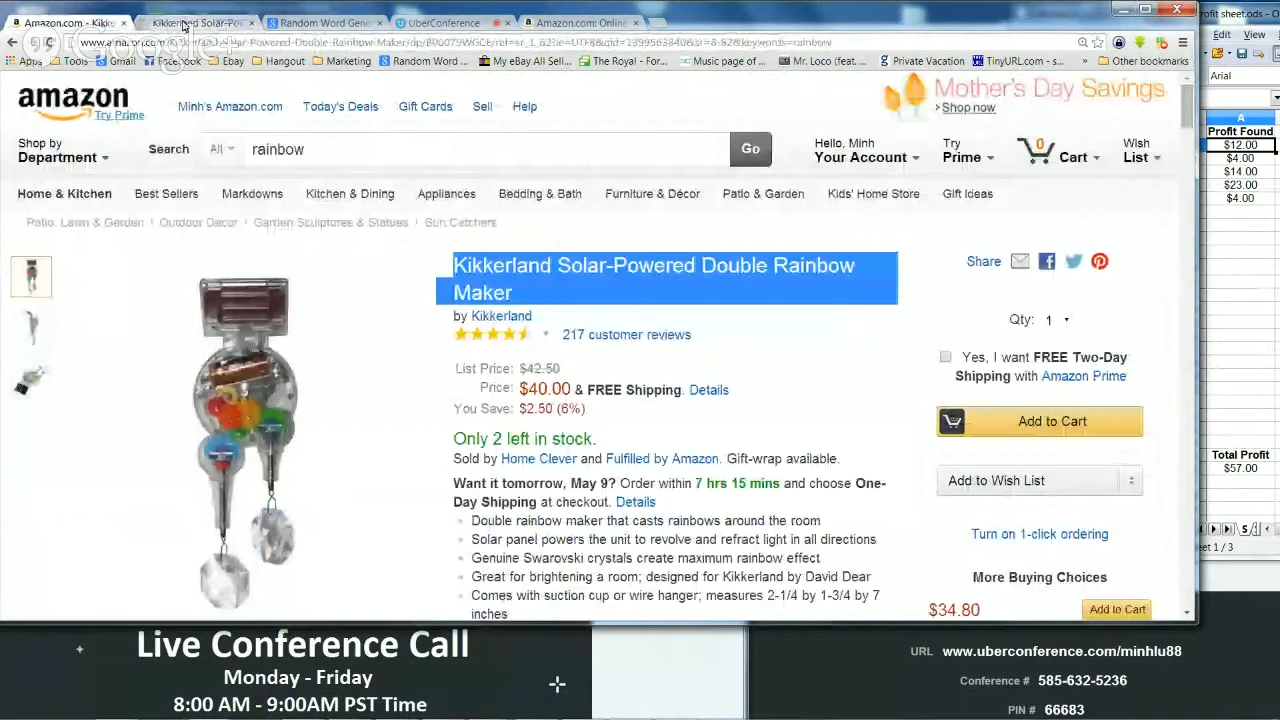 Amazon.com - Kikke
Kikkerland Solar-Pow
Random Word Gene
UberConference
Amazon.com: Online
rofit sheet.ods - O
Apps
Tools
Gmail
Facebook
Ebay
Hangout
Marketing
Random Word ...
My Bay All Sell...
The Royal - For...
Music page of ...
Mr. Loco (feat. ...
Private Vacation
TinyURL.com - s...
»
Other bookmarks
Edit View
Arial
amazon
Try Prime
Minh's Amazon.com
Today's Deals
Gift Cards
Sell
Help
Mother's Day Savings
Shop now
Shop by
Department
Search
All
rainbow
Go
Hello, Minh
Your Account
Try
Prime
0
Cart
Wish
List
Home & Kitchen
Best Sellers
Markdowns
Kitchen & Dining
Appliances
Bedding & Bath
Furniture & Décor
Patio & Garden
Kids' Home Store
Gift Ideas
Patio, Lawn & Garden › Outdoor Décor › Garden Sculptures & Statues › Sun Catchers
Kikkerland Solar-Powered Double Rainbow
Maker
by Kikkerland
217 customer reviews
List Price: $42.50
Price: $40.00 & FREE Shipping. Details
You Save: $2.50 (6%)
Only 2 left in stock.
Sold by Home Clever and Fulfilled by Amazon. Gift-wrap available.
Want it tomorrow, May 9? Order within 7 hrs 15 mins and choose One-
Day Shipping at checkout. Details
Double rainbow maker that casts rainbows around the room
Solar panel powers the unit to revolve and refract light in all directions
Genuine Swarovski crystals create maximum rainbow effect
Great for brightening a room; designed for Kikkerland by David Dear
Comes with suction cup or wire hanger; measures 2-1/4 by 1-3/4 by 7
inches
Share
Qty: 1
Yes, I want FREE Two-Day
Shipping with Amazon Prime
Add to Cart
Add to Wish List
Turn on 1-click ordering
More Buying Choices
$34.80
Add to Cart
A
Profit Found
$12.00
$4.00
$14.00
$23.00
$4.00
Total Profit
$57.00
eet 1 / 3
Live Conference Call
Monday - Friday
8:00 AM - 9:00AM PST Time
URL www.uberconference.com/minhlu88
Conference # 585-632-5236
PIN # 66683